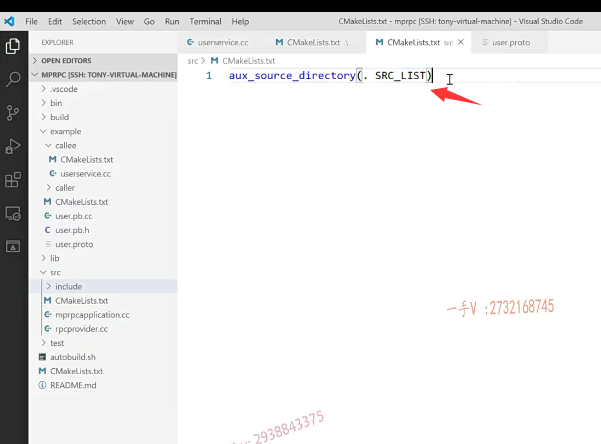 File Edit Selection View Go Run Terminal Help CMakeLists.txt - mprpc [SSH: tony-virtual-machine] - Visual Studio Code
EXPLORER
userservice.cc CMakeLists.txt .\ CMakeLists.txt src userproto
OPEN EDITORS
src > CMakeLists.txt
MPRPC [SSH: TONY-VIRTUAL-MACHINE]
1 aux_source_directory(. SRC_LIST)
.vscode
bin
build
example
callee
CMakeLists.txt
userservice.cc
caller
CMakeLists.txt
user.pb.cc
user.pb.h
user.proto
lib
src
include
CMakeLists.txt
mprpcapplication.cc
rpcprovider.cc
test
autobuild.sh
CMakeLists.txt
README.md
一手V :2732168745
:2938843375